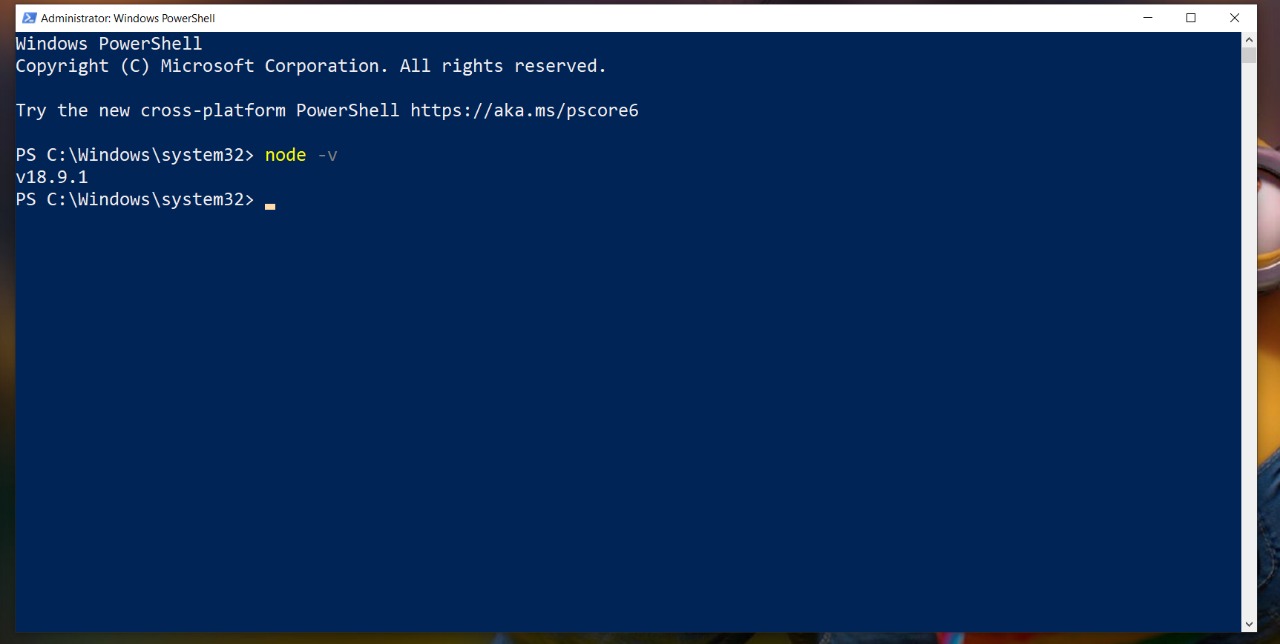 Administrator: Windows PowerShell
Windows PowerShell
Copyright (C) Microsoft Corporation. All rights reserved.
Try the new cross-platform PowerShell https://aka.ms/pscore6
PS C:\Windows\system32> node -v
v18.9.1
PS C:\Windows\system32>